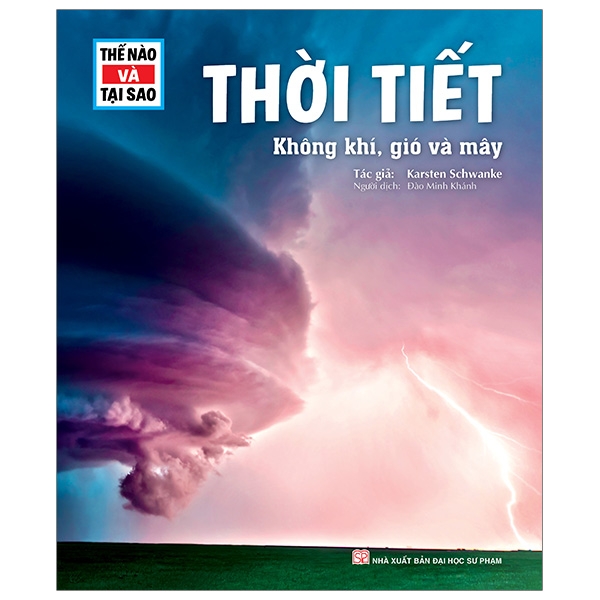 THẾ NÀO
VÀ
TẠI SAO
THỜI TIẾT
Không khí, gió và mây
Tác giả: Karsten Schwanke
Người dịch: Đào Minh Khánh
SP
NHÀ XUẤT BẢN ĐẠI HỌC SƯ PHẠM